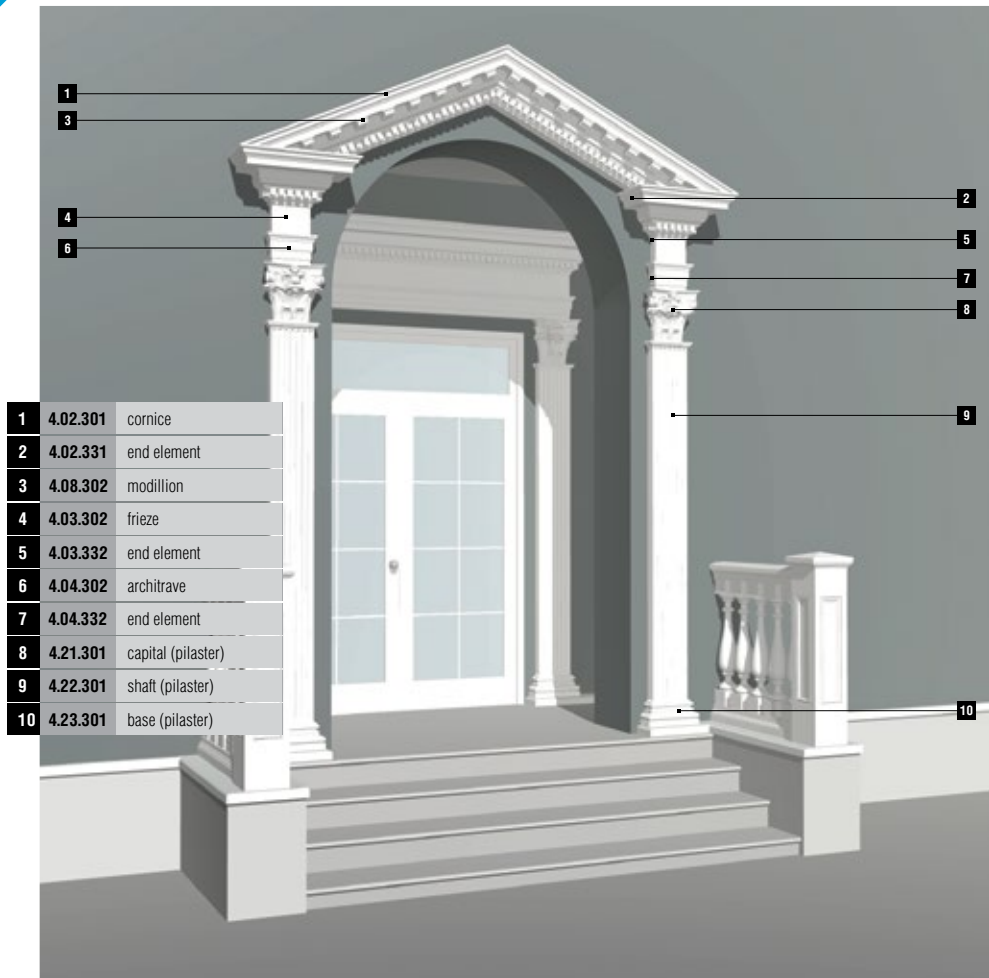 1
3
2
4
5
6
7
8
9
1 4.02.301 cornice
2 4.02.331 end element
3 4.08.302 modillion
4 4.03.302 frieze
5 4.03.332 end element
6 4.04.302 architrave
7 4.04.332 end element
8 4.21.301 capital (pilaster)
9 4.22.301 shaft (pilaster)
10 4.23.301 base (pilaster)
10